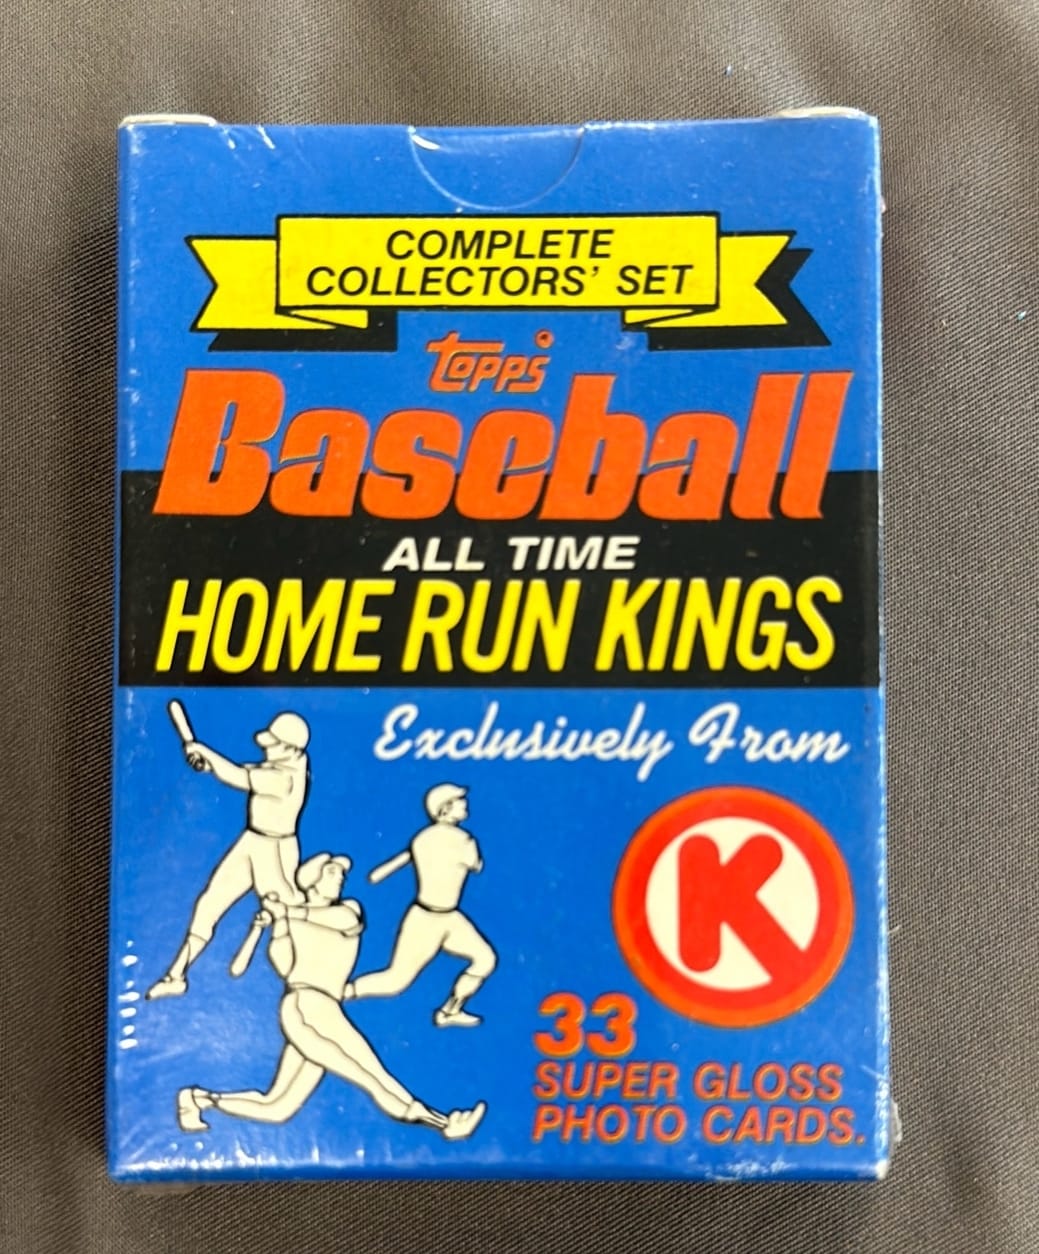 COMPLETE
COLLECTORS' SET
topps
Baseball
ALL TIME
HOME RUN KINGS
Exclusively From
K
33
SUPER GLOSS
PHOTO CARDS.